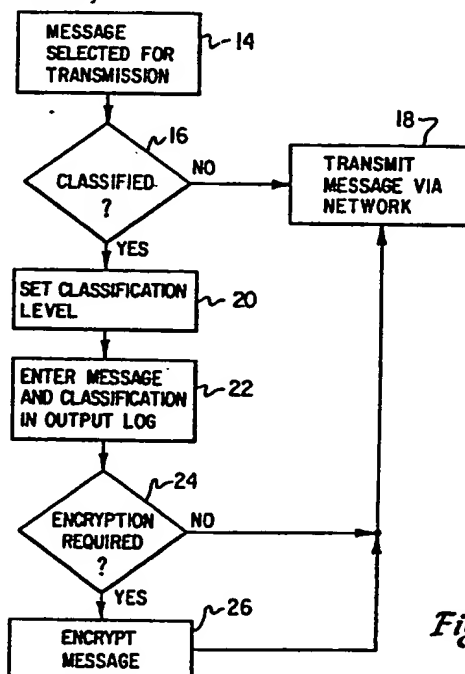 MESSAGE
SELECTED FOR
TRANSMISSION
14
16
CLASSIFIED
?
NO
YES
18
TRANSMIT
MESSAGE VIA
NETWORK
SET CLASSIFICATION
LEVEL
20
ENTER MESSAGE
AND CLASSIFICATION
IN OUTPUT LOG
22
24
ENCRYPTION
REQUIRED
?
NO
YES
26
ENCRYPT
MESSAGE